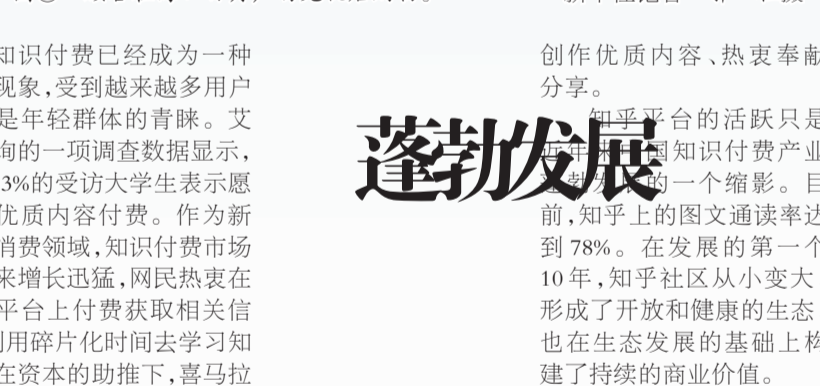 知识付费已经成为一种
现象,受到越来越多用户
是年轻群体的青睐。艾
询的一项调查数据显示,
3%的受访大学生表示愿
优质内容付费。作为新
消费领域,知识付费市场
来增长迅猛,网民热衷在
平台上付费获取相关信
用碎片化时间去学习知
在资本的助推下,喜马拉
蓬勃发展
创作优质内容、热衷奉献
分享。
知乎平台的活跃只是
近年来国知识付费产业
的一个缩影。目
前,知乎上的图文通读率达
到78%。在发展的第一个
10年,知乎社区从小变大
形成了开放和健康的生态
也在生态发展的基础上构
建了持续的商业价值。